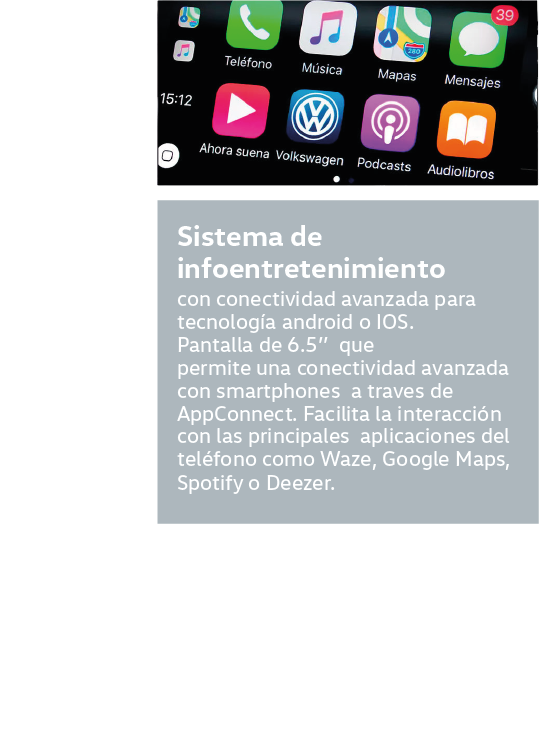 39
Teléfono
Música
Mapas
Mensajes
280
15:12
Ahora suena
Volkswagen
Podcasts
Audiolibros
Sistema de
infoentretenimiento
con conectividad avanzada para
tecnología android o IOS.
Pantalla de 6.5’’  que
permite una conectividad avanzada
con smartphones  a traves de
AppConnect. Facilita la interacción
con las principales  aplicaciones del
teléfono como Waze, Google Maps,
Spotify o Deezer.